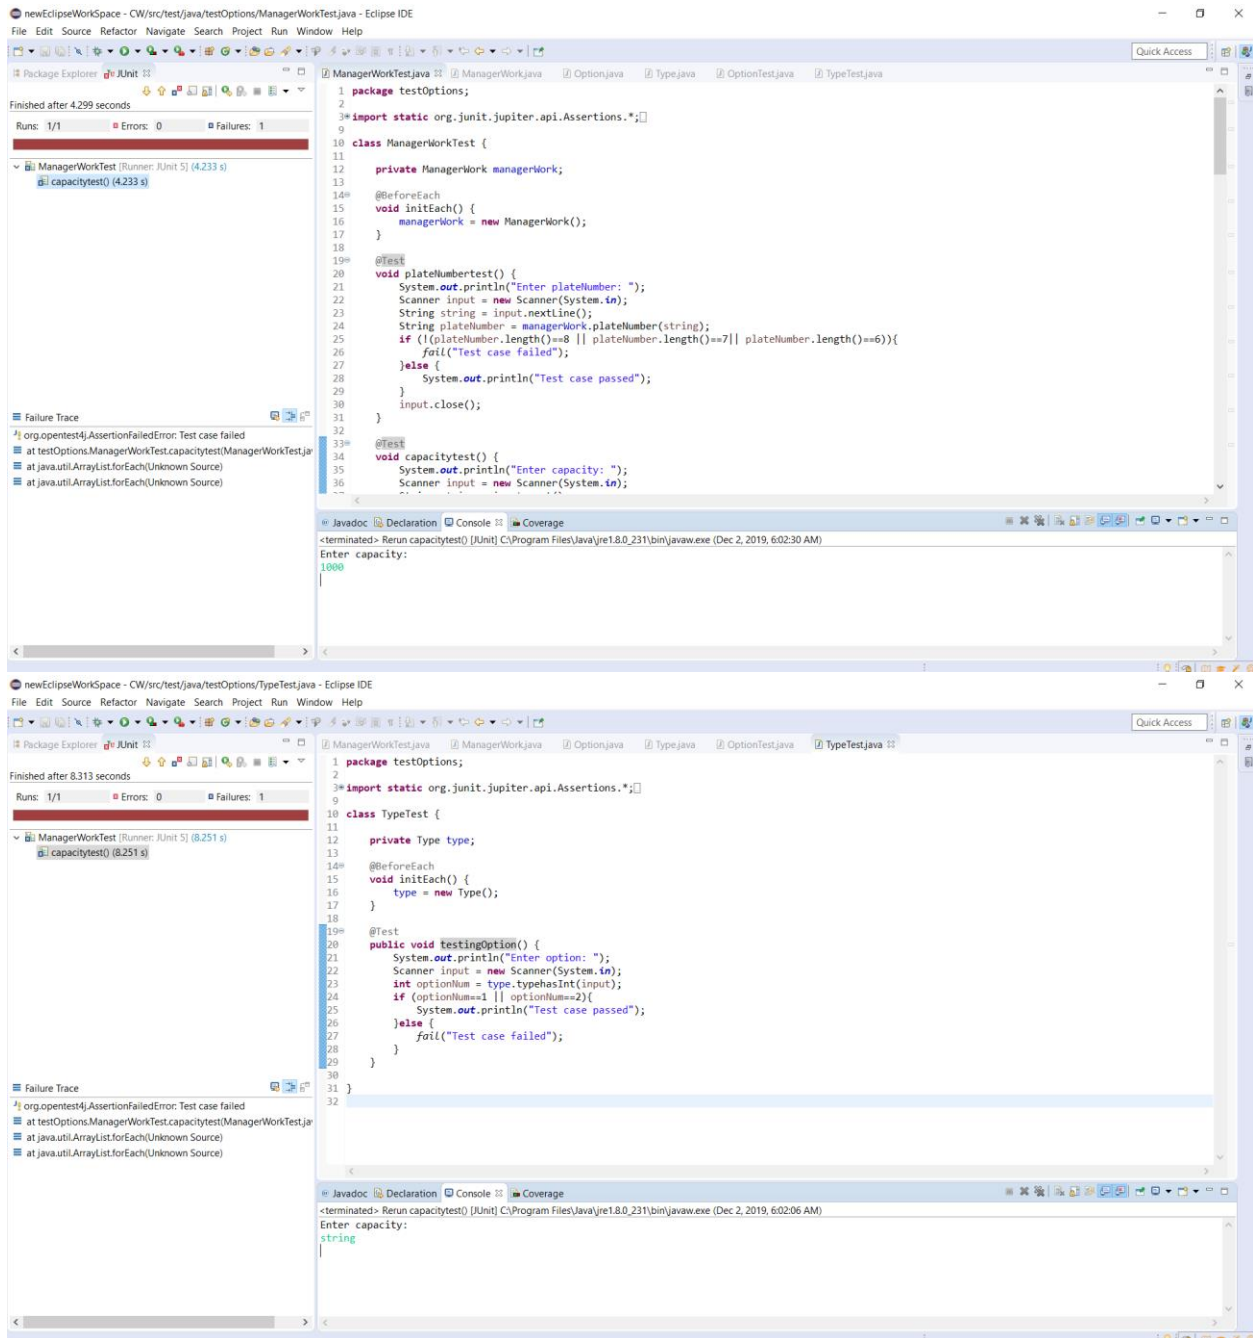 newEclipseWorkSpace - CW/src/test/java/testOptions/ManagerWorkTest.java - Eclipse IDE
File Edit Source Refactor Navigate Search Project Run Window Help
Quick Access
Package Explorer JUnit
ManagerWorkTest.java ManagerWork.java Option.java Type.java OptionTest.java TypeTest.java
Finished after 4.299 seconds
Runs: 1/1 Errors: 0 Failures: 1
ManagerWorkTest [Runner: JUnit 5] (4.233 s)
capacitytest() (4.233 s)
1 package testOptions;
2
3 import static org.junit.jupiter.api.Assertions.*;
9
10 class ManagerWorkTest {
11
12 private ManagerWork managerWork;
13
14 @BeforeEach
15 void initEach() {
16 managerWork = new ManagerWork();
17 }
18
19 @Test
20 void plateNumbertest() {
21 System.out.println("Enter plateNumber: ");
22 Scanner input = new Scanner(System.in);
23 String string = input.nextLine();
24 String plateNumber = managerWork.plateNumber(string);
25 if (!(plateNumber.length()==8 || plateNumber.length()==7|| plateNumber.length()==6)){
26 fail("Test case failed");
27 }else {
28 System.out.println("Test case passed");
29 }
30 input.close();
31 }
32
33 @Test
34 void capacitytest() {
35 System.out.println("Enter capacity: ");
36 Scanner input = new Scanner(System.in);
Failure Trace
org.opentest4j.AssertionFailedError: Test case failed
at testOptions.ManagerWorkTest.capacitytest(ManagerWorkTest.ja
at java.util.ArrayList.forEach(Unknown Source)
at java.util.ArrayList.forEach(Unknown Source)
Javadoc Declaration Console Coverage
<terminated> Rerun capacitytest() [JUnit] C:\Program Files\Java\jre1.8.0_231\bin\javaw.exe (Dec 2, 2019, 6:02:30 AM)
Enter capacity:
1000
newEclipseWorkSpace - CW/src/test/java/testOptions/TypeTest.java - Eclipse IDE
File Edit Source Refactor Navigate Search Project Run Window Help
Quick Access
Package Explorer JUnit
ManagerWorkTest.java ManagerWork.java Option.java Type.java OptionTest.java TypeTest.java
Finished after 8.313 seconds
Runs: 1/1 Errors: 0 Failures: 1
ManagerWorkTest [Runner: JUnit 5] (8.251 s)
capacitytest() (8.251 s)
1 package testOptions;
2
3 import static org.junit.jupiter.api.Assertions.*;
9
10 class TypeTest {
11
12 private Type type;
13
14 @BeforeEach
15 void initEach() {
16 type = new Type();
17 }
18
19 @Test
20 public void testingOption() {
21 System.out.println("Enter option: ");
22 Scanner input = new Scanner(System.in);
23 int optionNum = type.typehasInt(input);
24 if (optionNum==1 || optionNum==2){
25 System.out.println("Test case passed");
26 }else {
27 fail("Test case failed");
28 }
29 }
30
31 }
32
Failure Trace
org.opentest4j.AssertionFailedError: Test case failed
at testOptions.ManagerWorkTest.capacitytest(ManagerWorkTest.ja
at java.util.ArrayList.forEach(Unknown Source)
at java.util.ArrayList.forEach(Unknown Source)
Javadoc Declaration Console Coverage
<terminated> Rerun capacitytest() [JUnit] C:\Program Files\Java\jre1.8.0_231\bin\javaw.exe (Dec 2, 2019, 6:02:06 AM)
Enter capacity:
string